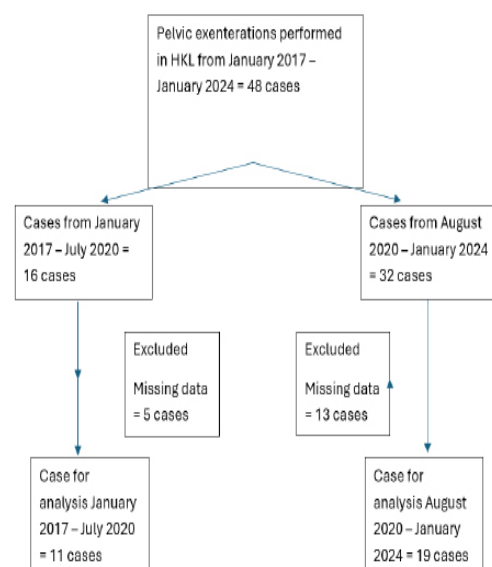 Pelvic exenterations performed
in HKL from January 2017 –
January 2024 = 48 cases
Cases from January
2017 – July 2020 =
16 cases
Cases from August
2020 – January 2024
= 32 cases
Excluded
Missing data
= 5 cases
Excluded
Missing data
= 13 cases
Case for
analysis January
2017 – July 2020
= 11 cases
Case for
analysis August
2020 – January
2024 = 19 cases